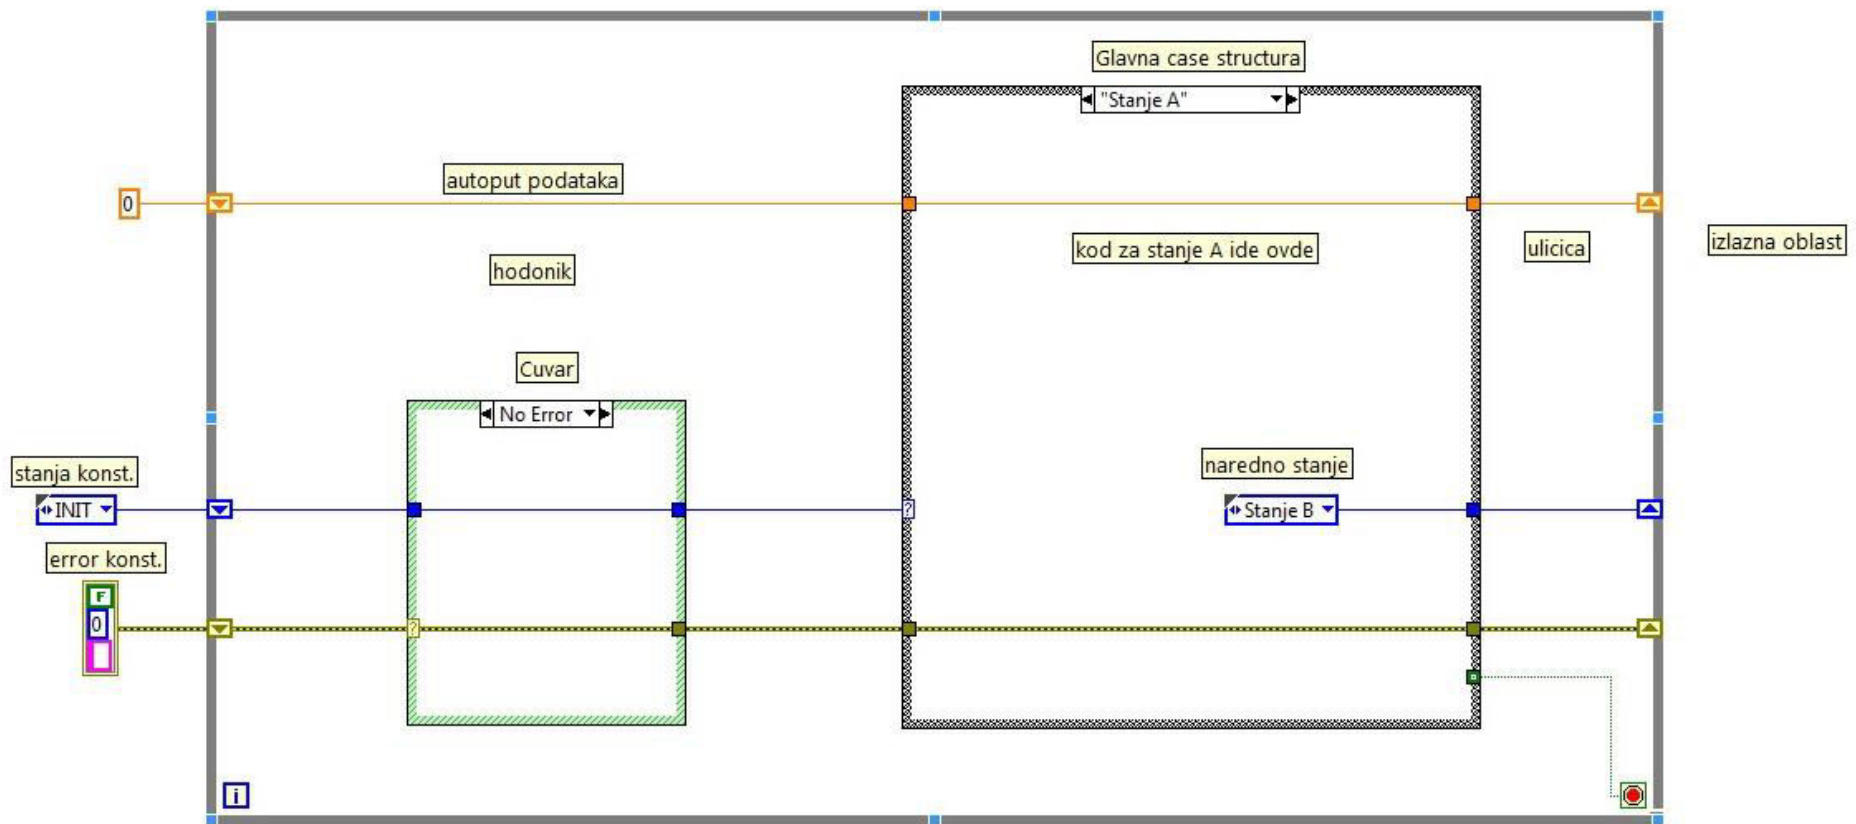 Glavna case structura
"Stanje A"
autoput podataka
0
kod za stanje A ide ovde
ulicica
izlazna oblast
hodonik
Cuvar
No Error
stanja konst.
INIT
?
naredno stanje
Stanje B
error konst.
F
0
?
i